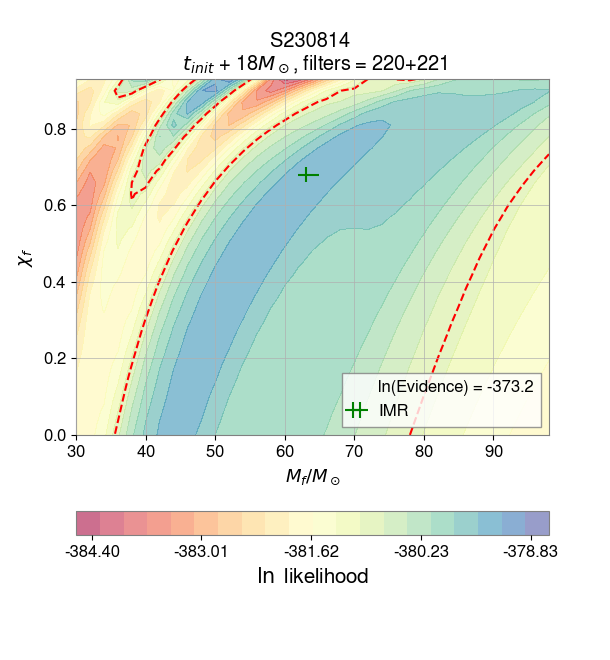 S230814
t_init + 18M_⊙, filters = 220+221
χ_f
0.8
0.6
0.4
0.2
0.0
30 40 50 60 70 80 90
M_f/M_⊙
ln(Evidence) = -373.2
IMR
-384.40 -383.01 -381.62 -380.23 -378.83
ln likelihood